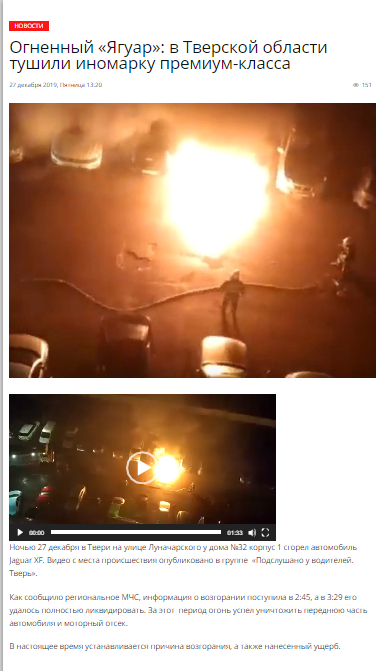 НОВОСТИ
Огненный «Ягуар»: в Тверской области
тушили иномарку премиум-класса
27 декабря 2019, Пятница 13:20
151
00:00
01:33
Ночью 27 декабря в Твери на улице Луначарского у дома №32 корпус 1 сгорел автомобиль
Jaguar XF. Видео с места происшествия опубликовано в группе «Подслушано у водителей.
Тверь».
Как сообщило региональное МЧС, информация о возгорании поступила в 2:45, а в 3:29 его
удалось полностью ликвидировать. За этот период огонь успел уничтожить переднюю часть
автомобиля и моторный отсек.
В настоящее время устанавливается причина возгорания, а также нанесенный ущерб.